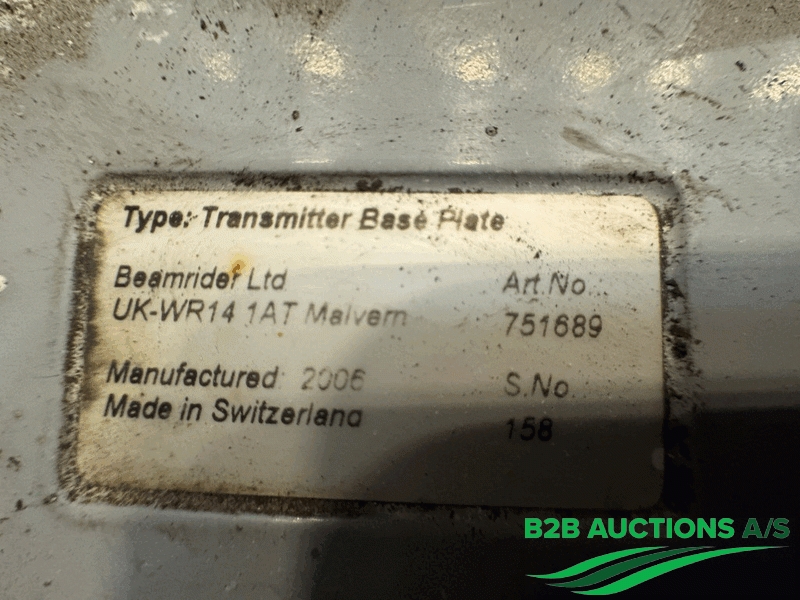 Type: Transmitter Base Plate
Beamrider Ltd
UK-WR14 1AT Malvern
Art.No.
751689
Manufactured: 2006
Made in Switzerland
S.No.
158
B2B AUCTIONS A/S